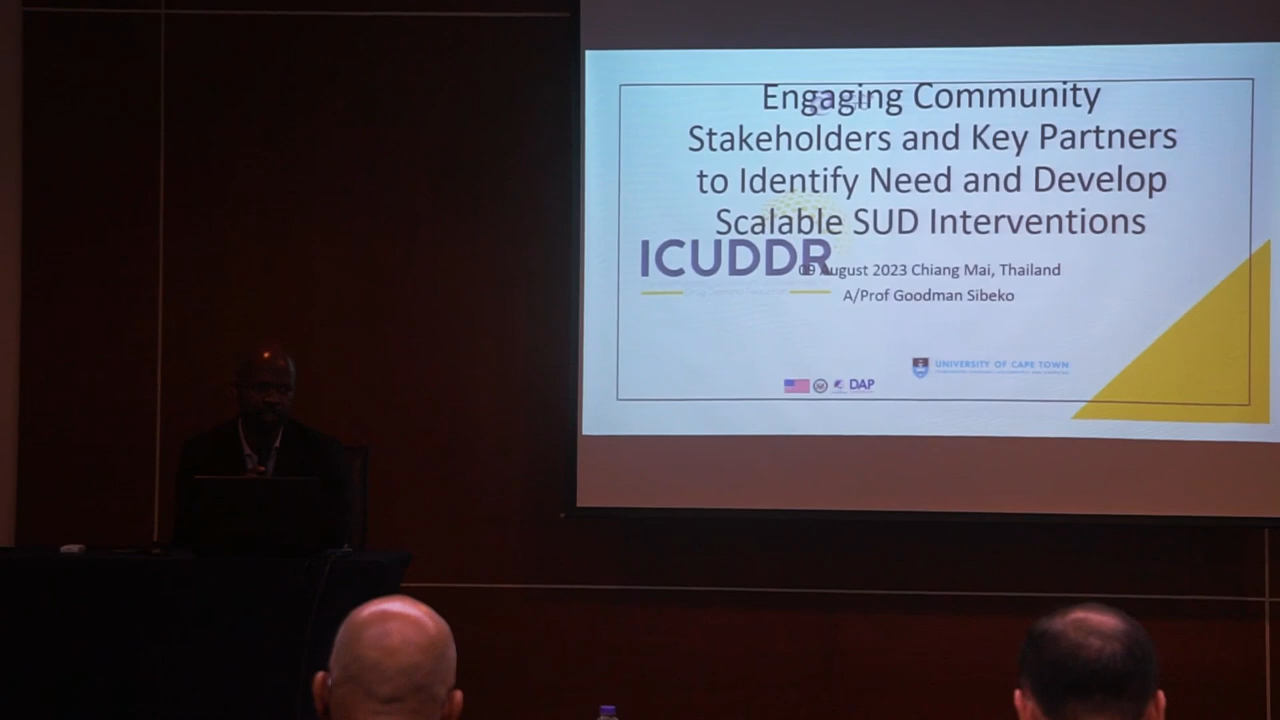 Engaging Community
Stakeholders and Key Partners
to Identify Need and Develop
Scalable SUD Interventions
ICUDDR
09 August 2023 Chiang Mai, Thailand
A/Prof Goodman Sibeko
UNIVERSITY OF CAPE TOWN
DAP